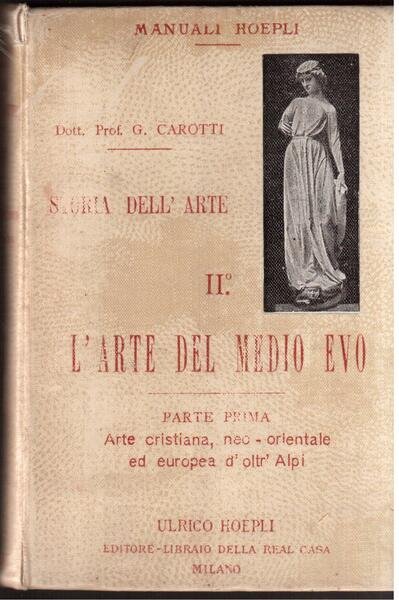 MANUALI HOEPLI
Dott. Prof. G. CAROTTI
STORIA DELL' ARTE
II.º
L'ARTE DEL MEDIO EVO
PARTE PRIMA
Arte cristiana, neo - orientale
ed europea d'oltr' Alpi
ULRICO HOEPLI
EDITORE-LIBRAIO DELLA REAL CASA
MILANO